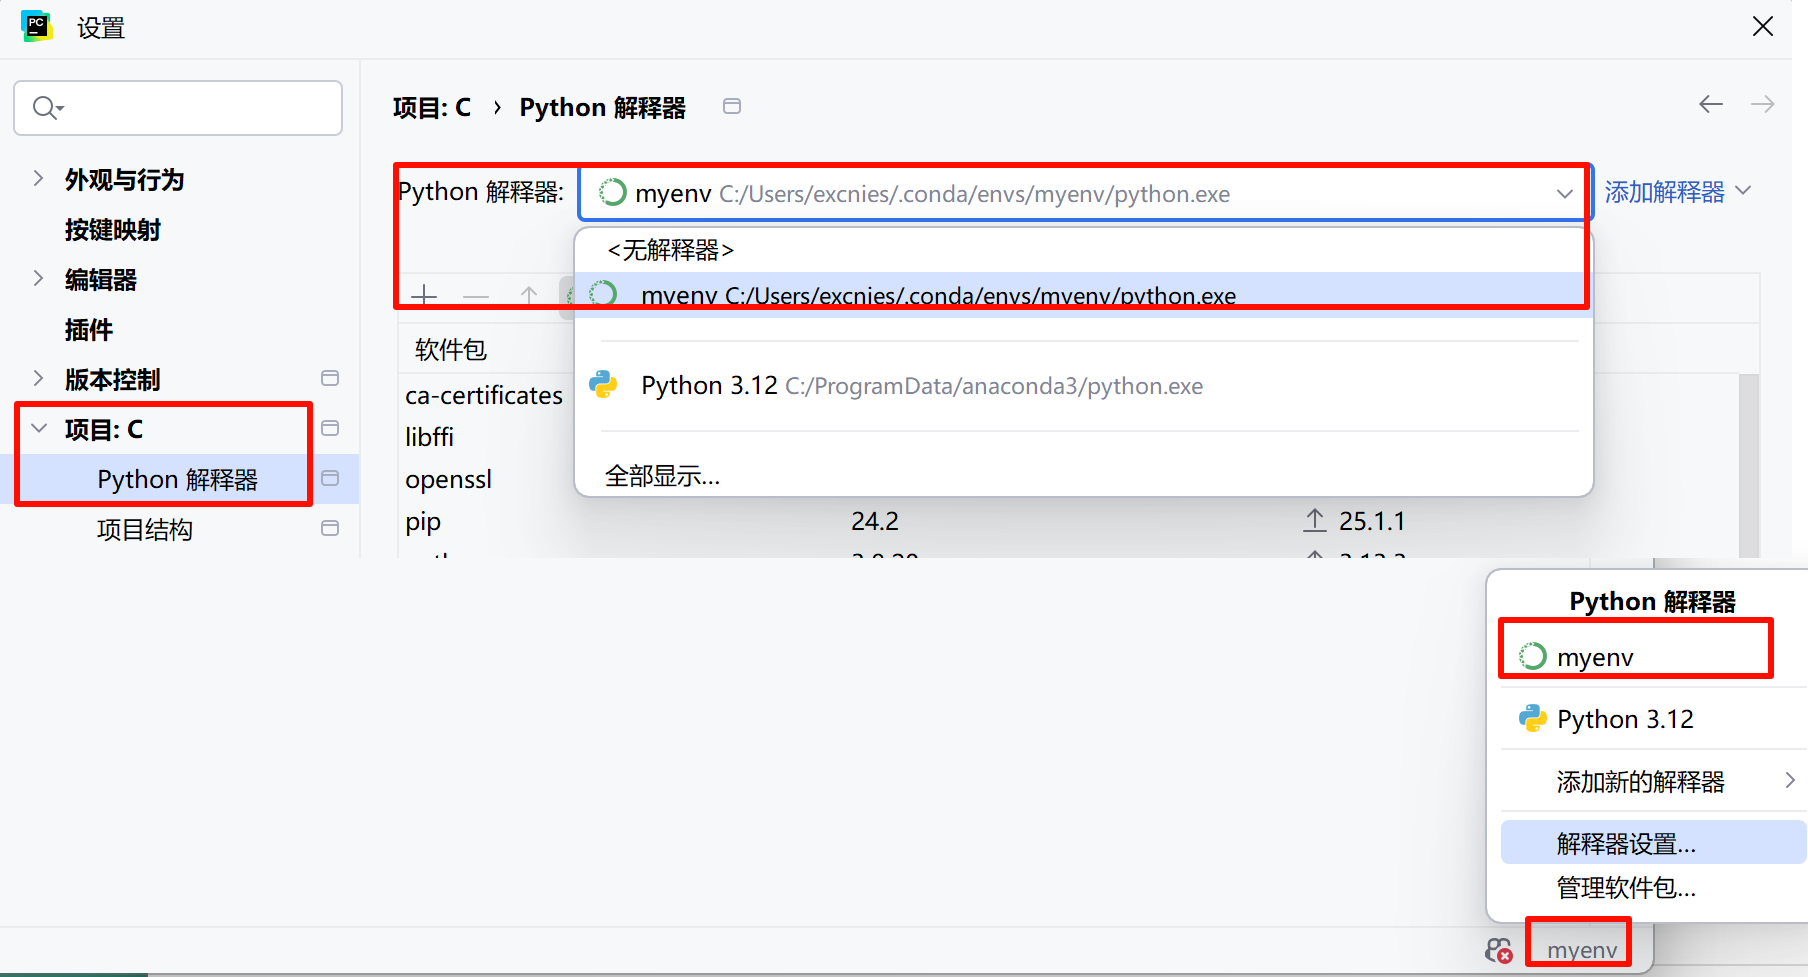 设置
项目: C › Python 解释器
外观与行为
按键映射
编辑器
插件
版本控制
项目: C
Python 解释器
项目结构
Python 解释器: myenv C:/Users/excnies/.conda/envs/myenv/python.exe 添加解释器
<无解释器>
myenv C:/Users/excnies/.conda/envs/myenv/python.exe
Python 3.12 C:/ProgramData/anaconda3/python.exe
全部显示...
软件包
ca-certificates
libffi
openssl
pip 24.2 25.1.1
Python 解释器
myenv
Python 3.12
添加新的解释器
解释器设置...
管理软件包...
myenv